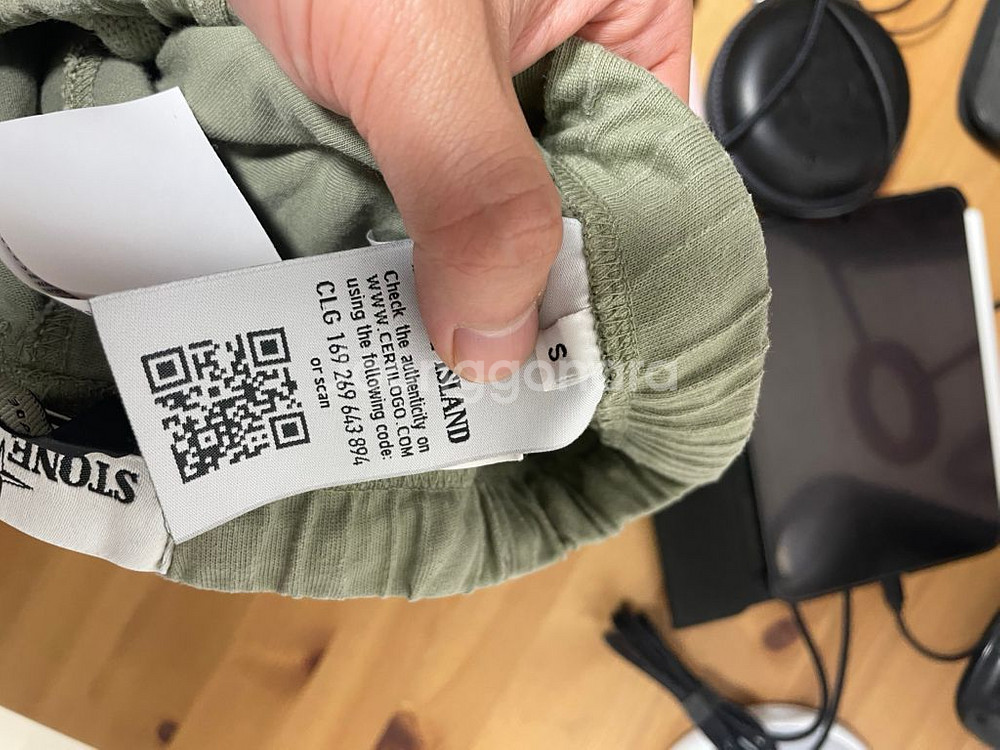 S
ISLAND
Check the authenticity on
WWW.CERTILOGO.COM
using the following code:
CLG 169 269 643 894
or scan
STONE